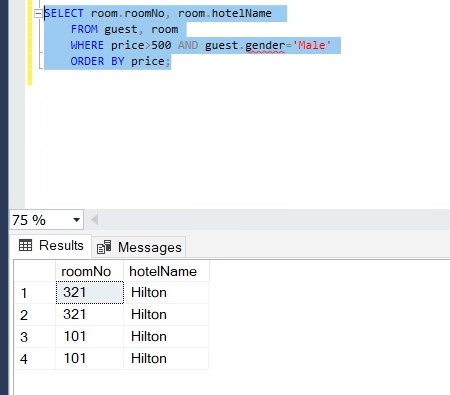 SELECT room.roomNo, room.hotelName
FROM guest, room
WHERE price>500 AND guest.gender='Male'
ORDER BY price;
75 %
Results Messages
roomNo hotelName
1 321 Hilton
2 321 Hilton
3 101 Hilton
4 101 Hilton